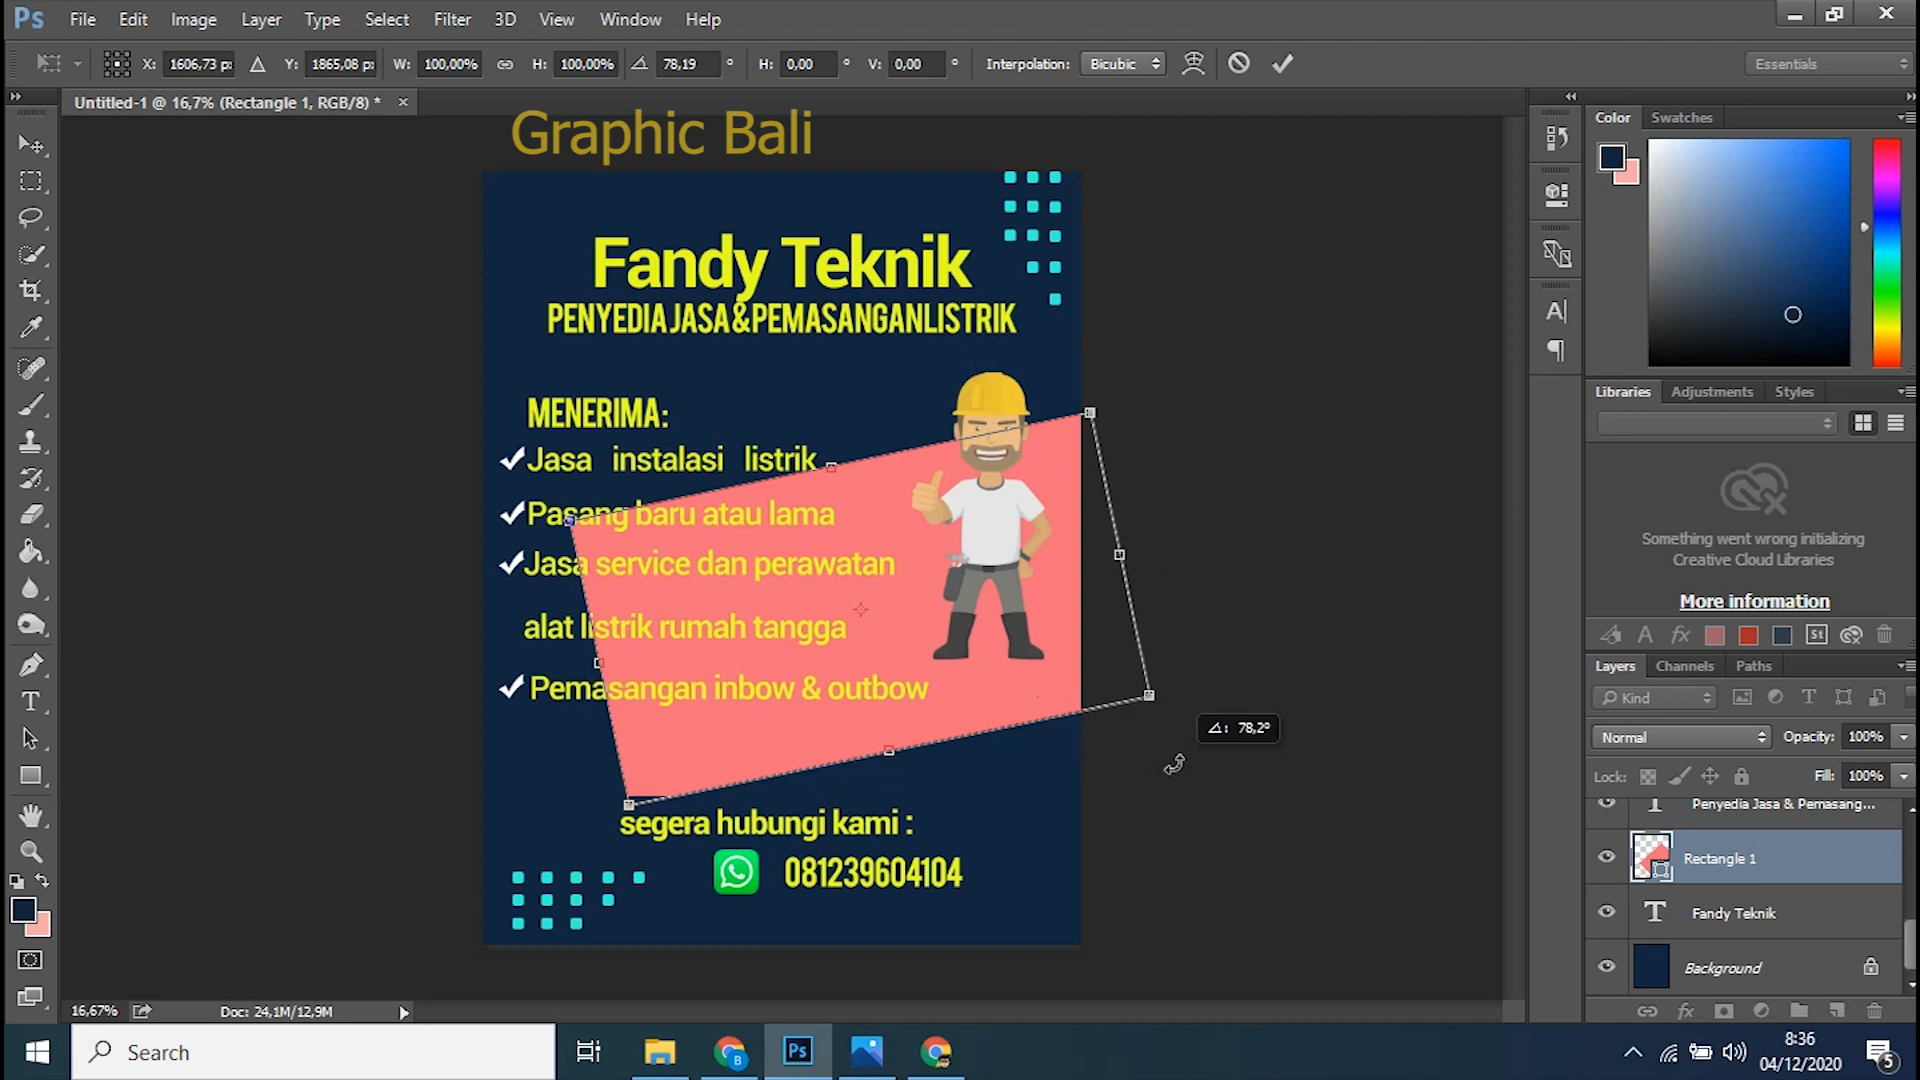 Ps File Edit Image Layer Type Select Filter 3D View Window Help
X: 1606,73 p: Y: 1865,08 p: W: 100,00% H: 100,00% 78,19 ° H: 0,00 ° V: 0,00 ° Interpolation: Bicubic Essentials
Untitled-1 @ 16,7% (Rectangle 1, RGB/8) * ×
Graphic Bali
Fandy Teknik
PENYEDIA JASA & PEMASANGAN LISTRIK
MENERIMA:
Jasa instalasi listrik
Pasang baru atau lama
Jasa service dan perawatan
alat listrik rumah tangga
Pemasangan inbow & outbow
segera hubungi kami :
081239604104
78,2°
Color Swatches
Libraries Adjustments Styles
Something went wrong initializing
Creative Cloud Libraries
More information
St
Layers Channels Paths
Kind
Normal Opacity: 100%
Lock: Fill: 100%
Penyedia Jasa & Pemasang...
Rectangle 1
Fandy Teknik
Background
fx
16,67% Doc: 24,1M/12,9M
Search
B
Ps
8:36
04/12/2020
5